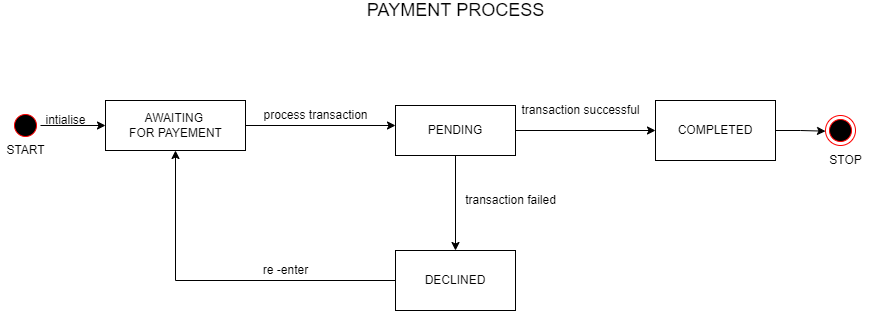 PAYMENT PROCESS
intialise
AWAITING
FOR PAYEMENT
process transaction
PENDING
transaction successful
COMPLETED
START
STOP
transaction failed
re -enter
DECLINED